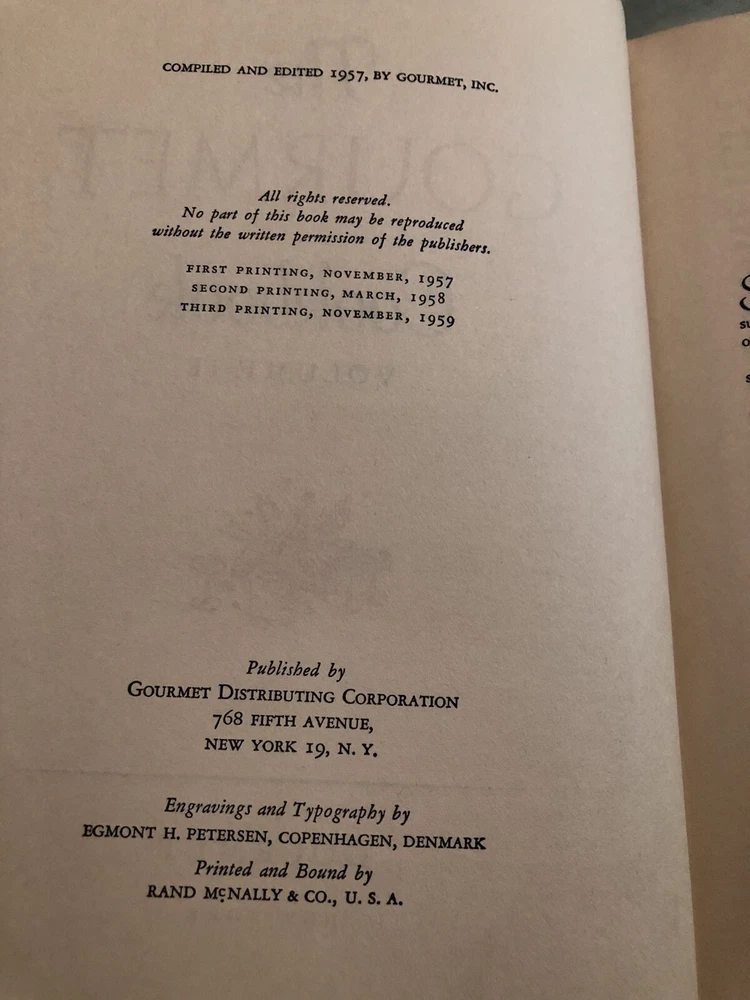 COMPILED AND EDITED 1957, BY GOURMET, INC.
All rights reserved.
No part of this book may be reproduced
without the written permission of the publishers.
FIRST PRINTING, NOVEMBER, 1957
SECOND PRINTING, MARCH, 1958
THIRD PRINTING, NOVEMBER, 1959
Published by
GOURMET DISTRIBUTING CORPORATION
768 FIFTH AVENUE,
NEW YORK 19, N. Y.
Engravings and Typography by
EGMONT H. PETERSEN, COPENHAGEN, DENMARK
Printed and Bound by
RAND McNALLY & CO., U. S. A.